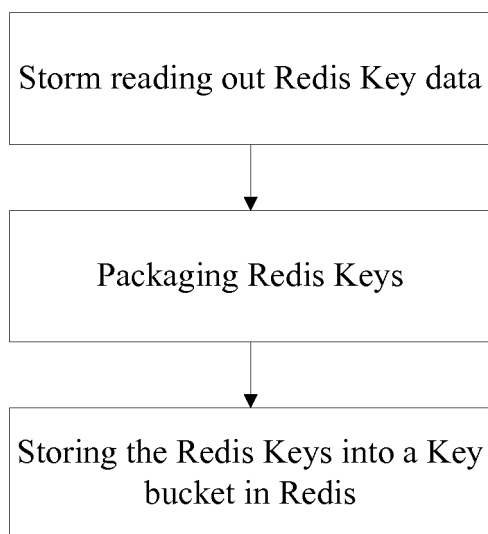 Storm reading out Redis Key data
Packaging Redis Keys
Storing the Redis Keys into a Key
bucket in Redis